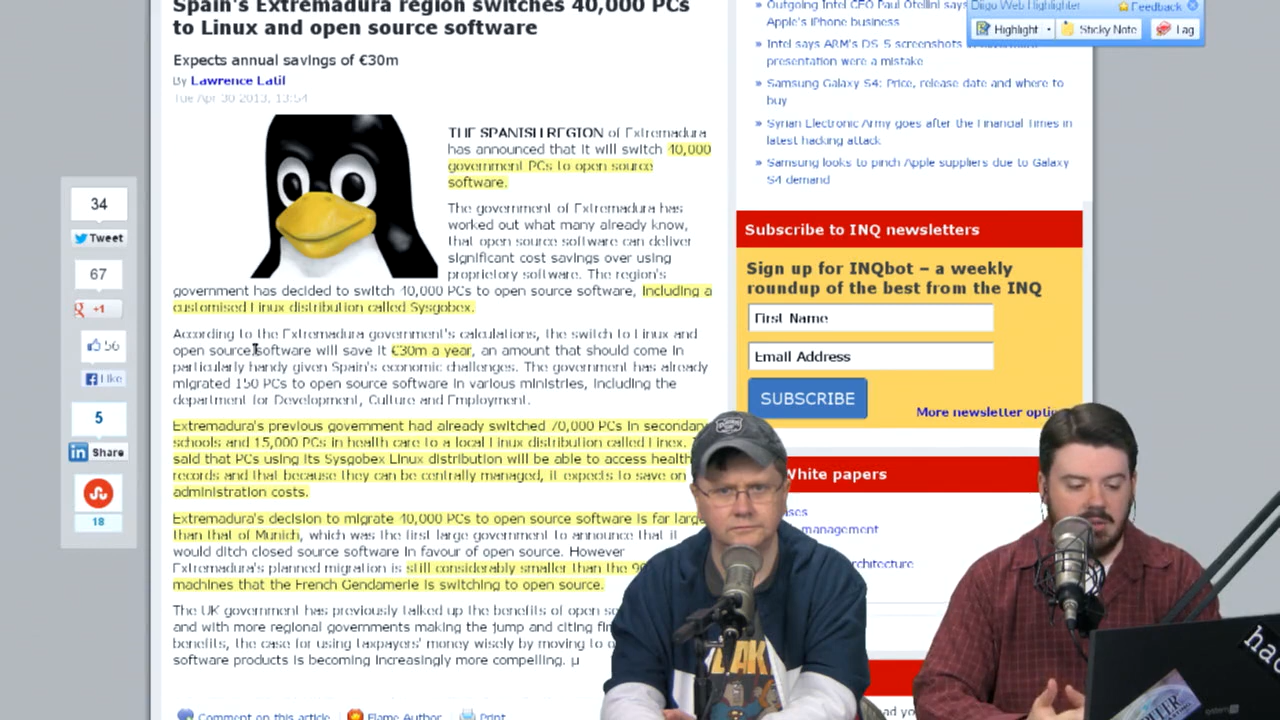 Spain's Extremadura region switches 40,000 PCs
to Linux and open source software
Expects annual savings of €30m
By Lawrence Latif
Tue Apr 30 2013, 13:54
THE SPANISH REGION of Extremadura
has announced that it will switch 40,000
government PCs to open source
software.
The government of Extremadura has
worked out what many already know,
that open source software can deliver
significant cost savings over using
proprietary software. The region's
government has decided to switch 40,000 PCs to open source software, including a
customised Linux distribution called Sysgobex.
According to the Extremadura government's calculations, the switch to Linux and
open source software will save it €30m a year, an amount that should come in
particularly handy given Spain's economic challenges. The government has already
migrated 150 PCs to open source software in various ministries, including the
department for Development, Culture and Employment.
Extremadura's previous government had already switched 70,000 PCs in secondary
schools and 15,000 PCs in health care to a local Linux distribution called Linex.
said that PCs using its Sysgobex Linux distribution will be able to access health
records and that because they can be centrally managed, it expects to save on
administration costs.
Extremadura's decision to migrate 40,000 PCs to open source software is far
than that of Munich, which was the first large government to announce that it
would ditch closed source software in favour of open source. However
Extremadura's planned migration is still considerably smaller than the
machines that the French Gendamerie is switching to open source.
The UK government has previously talked up the benefits of open
and with more regional governments making the jump and citing
benefits, the case for using taxpayers' money wisely by moving to
software products is becoming increasingly more compelling. µ
Comment on this article
Flame Author
Print
34
Tweet
67
+1
56
Like
5
in Share
18
» Outgoing Intel CEO Paul Otellini says
Apple's iPhone business
» Intel says ARM's DS-5 screenshots
presentation were a mistake
» Samsung Galaxy S4: Price, release date and where to
buy
» Syrian Electronic Army goes after the Financial Times in
latest hacking attack
» Samsung looks to pinch Apple suppliers due to Galaxy
S4 demand
Diigo Web Highlighter
Feedback
Highlight
Sticky Note
Tag
Subscribe to INQ newsletters
Sign up for INQbot – a weekly
roundup of the best from the INQ
First Name
Email Address
SUBSCRIBE
More newsletter
White papers
management